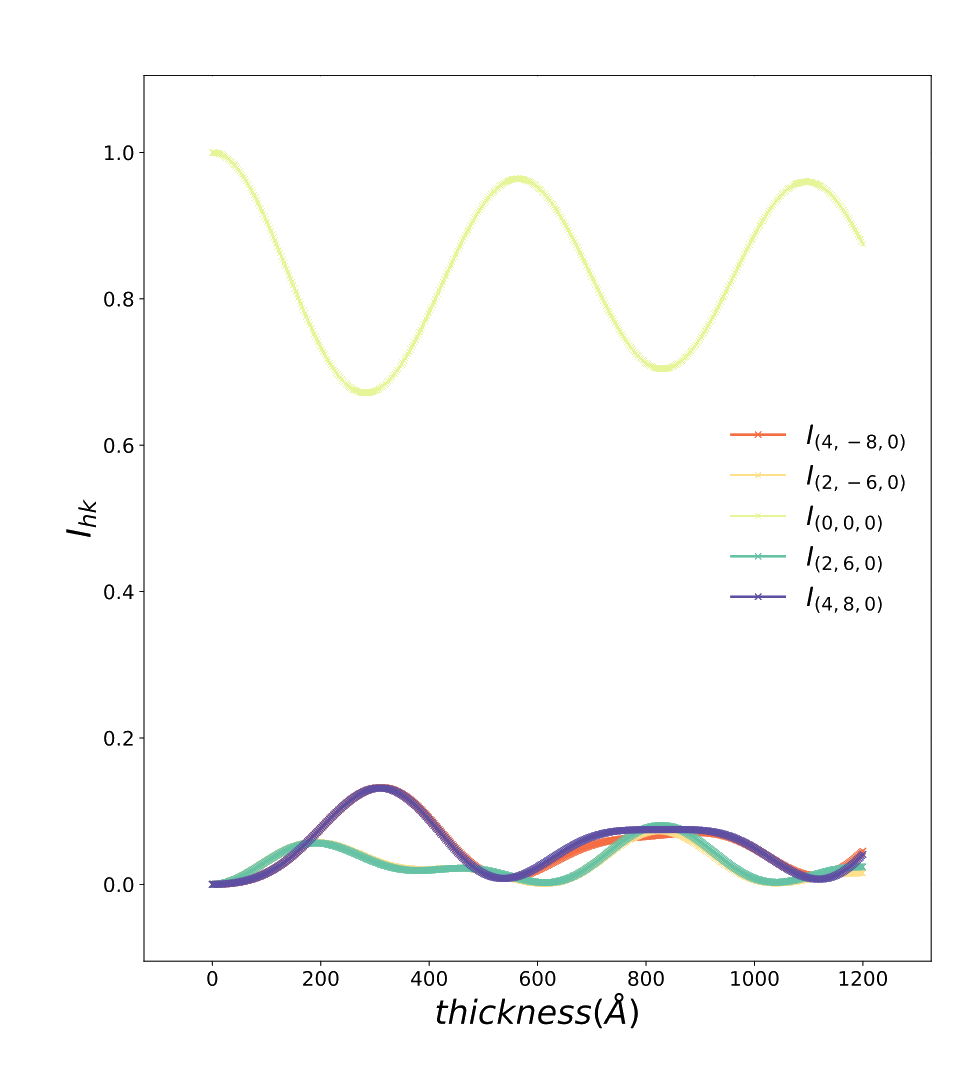 1.0
0.8
0.6
0.4
0.2
0.0
I_{hk}
I_{(4, −8, 0)}
I_{(2, −6, 0)}
I_{(0, 0, 0)}
I_{(2, 6, 0)}
I_{(4, 8, 0)}
0 200 400 600 800 1000 1200
thickness(Å)